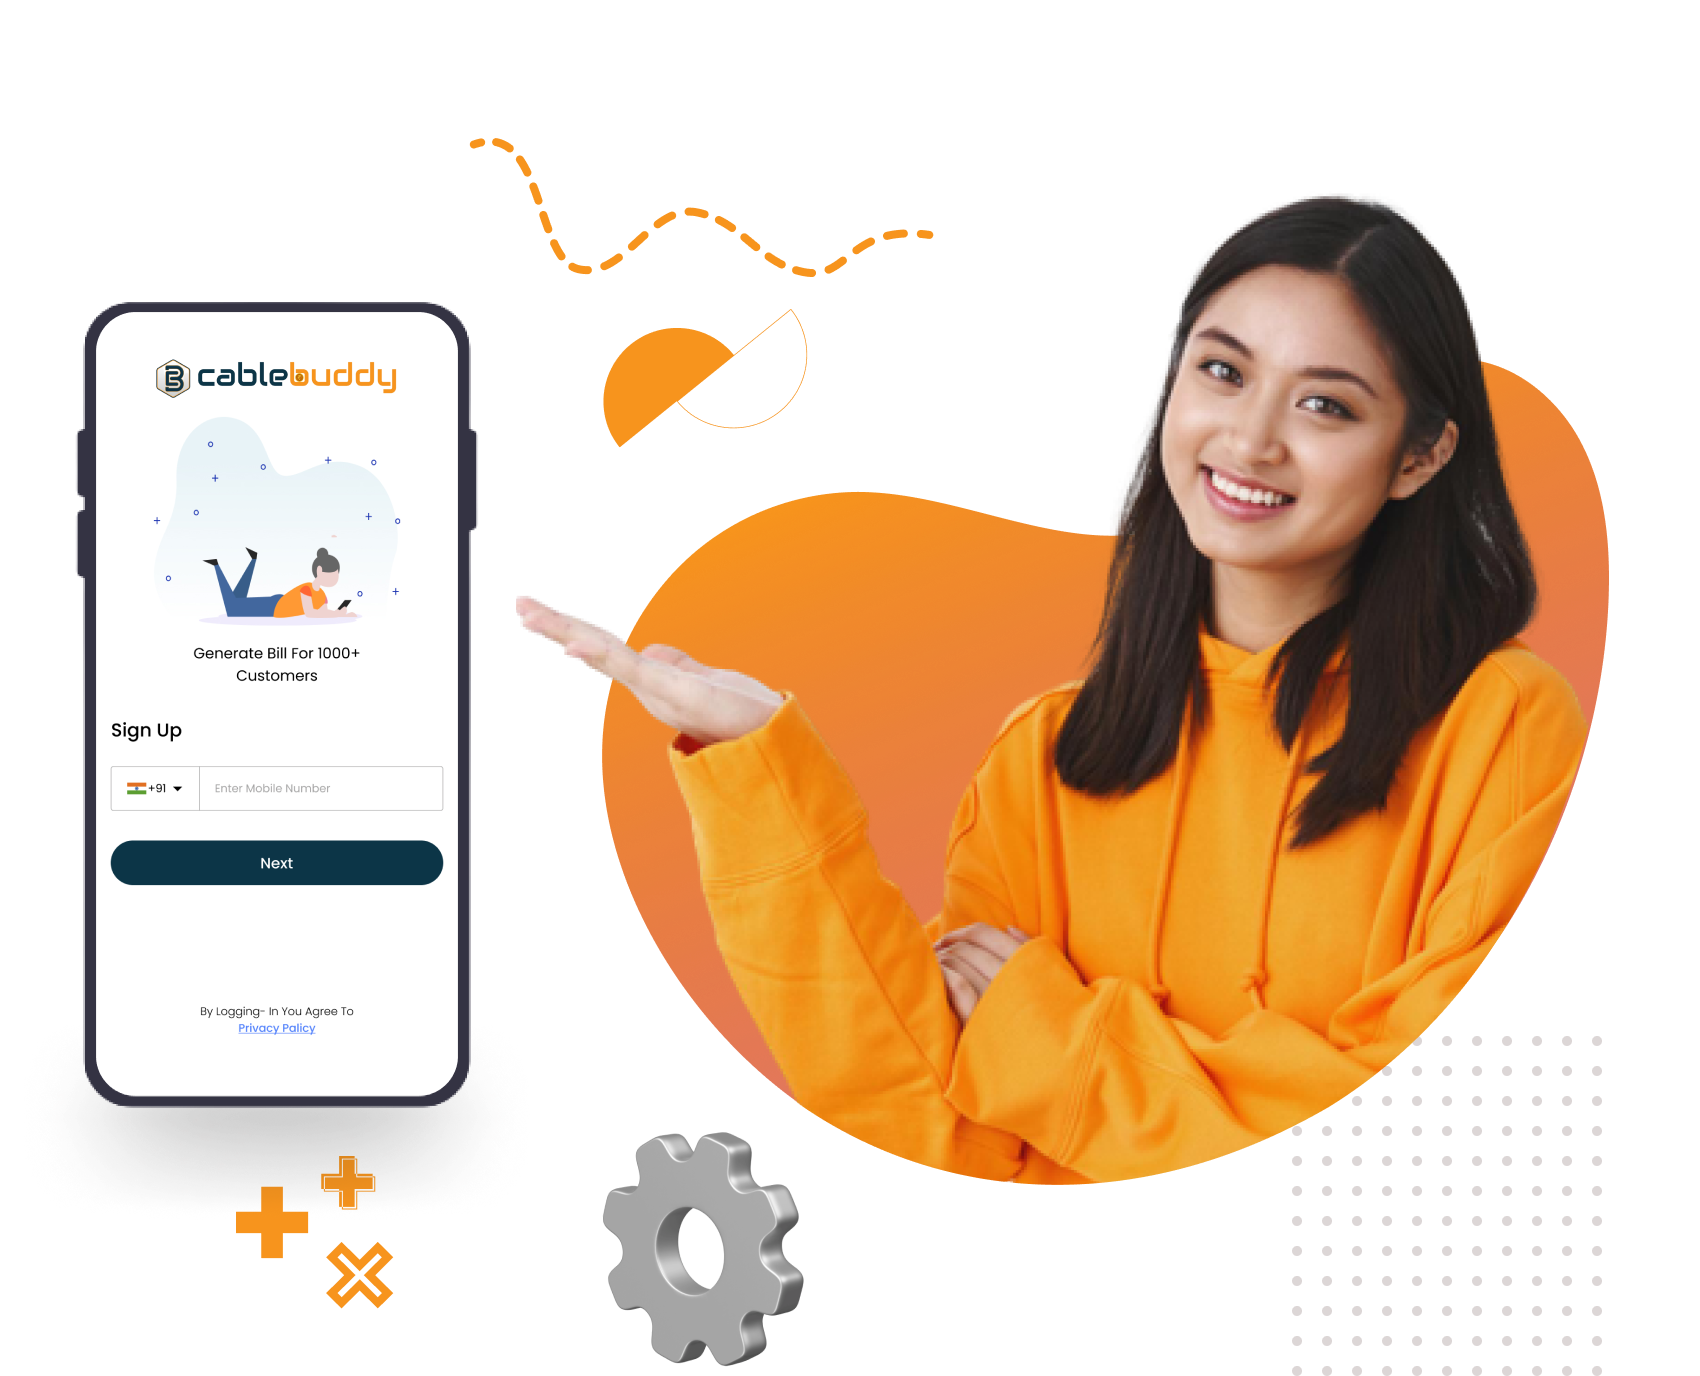 cablebuddy
Generate Bill For 1000+
Customers
Sign Up
+91
Enter Mobile Number
Next
By Logging- In You Agree To
Privacy Palicy